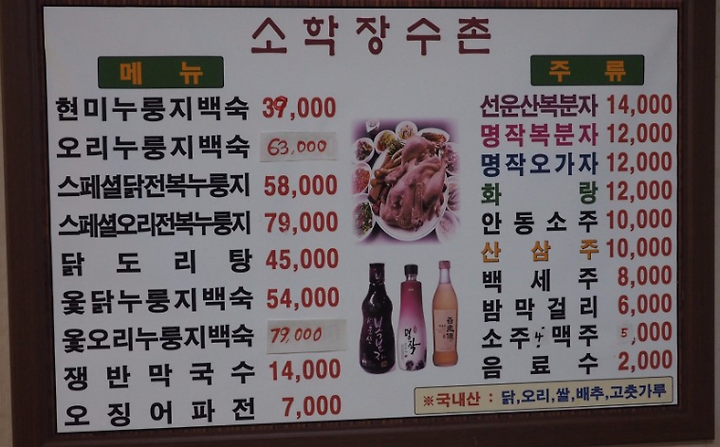 소학장수촌
메뉴
현미누룽지백숙 39,000
오리누룽지백숙 63,000
스페셜닭전복누룽지 58,000
스페셜오리전복누룽지 79,000
닭도리탕 45,000
옻닭누룽지백숙 54,000
옻오리누룽지백숙 79,000
쟁반막국수 14,000
오징어파전 7,000
주류
선운산복분자 14,000
명작복분자 12,000
명작오가자 12,000
화랑 12,000
안동소주 10,000
산삼주 10,000
백세주 8,000
밤막걸리 6,000
소주, 맥주 5,000
음료수 2,000
※국내산 : 닭,오리,쌀,배추,고춧가루